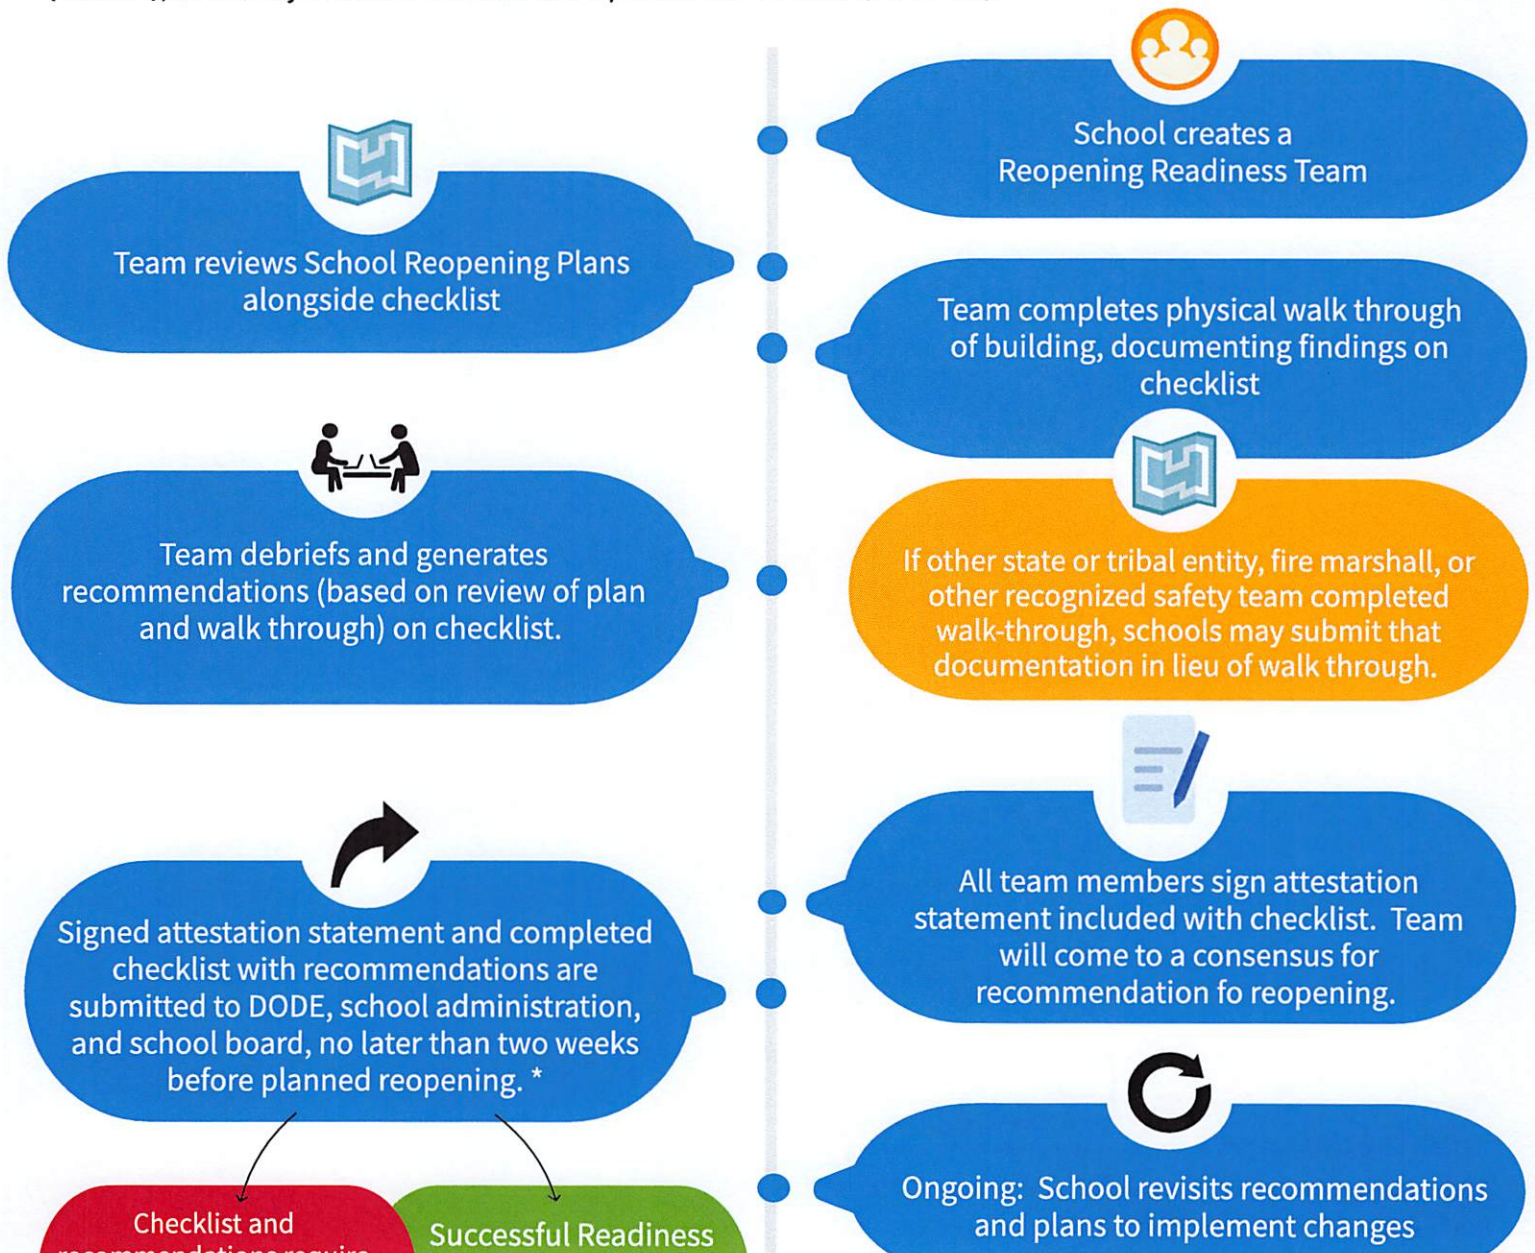 School creates a
Reopening Readiness Team
Team reviews School Reopening Plans
alongside checklist
Team completes physical walk through
of building, documenting findings on
checklist
If other state or tribal entity, fire marshall, or
other recognized safety team completed
walk-through, schools may submit that
documentation in lieu of walk through.
Team debriefs and generates
recommendations (based on review of plan
and walk through) on checklist.
All team members sign attestation
statement included with checklist.  Team
will come to a consensus for
recommendation fo reopening.
Signed attestation statement and completed
checklist with recommendations are
submitted to DODE, school administration,
and school board, no later than two weeks
before planned reopening. *
Checklist and
Successful Readiness
Ongoing:  School revisits recommendations
and plans to implement changes